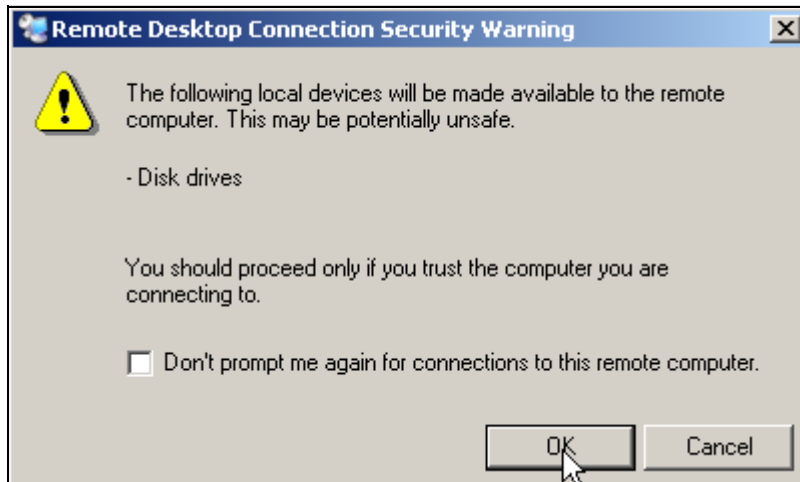 Remote Desktop Connection Security Warning
The following local devices will be made available to the remote
computer. This may be potentially unsafe.
- Disk drives
You should proceed only if you trust the computer you are
connecting to.
Don't prompt me again for connections to this remote computer.
OK
Cancel